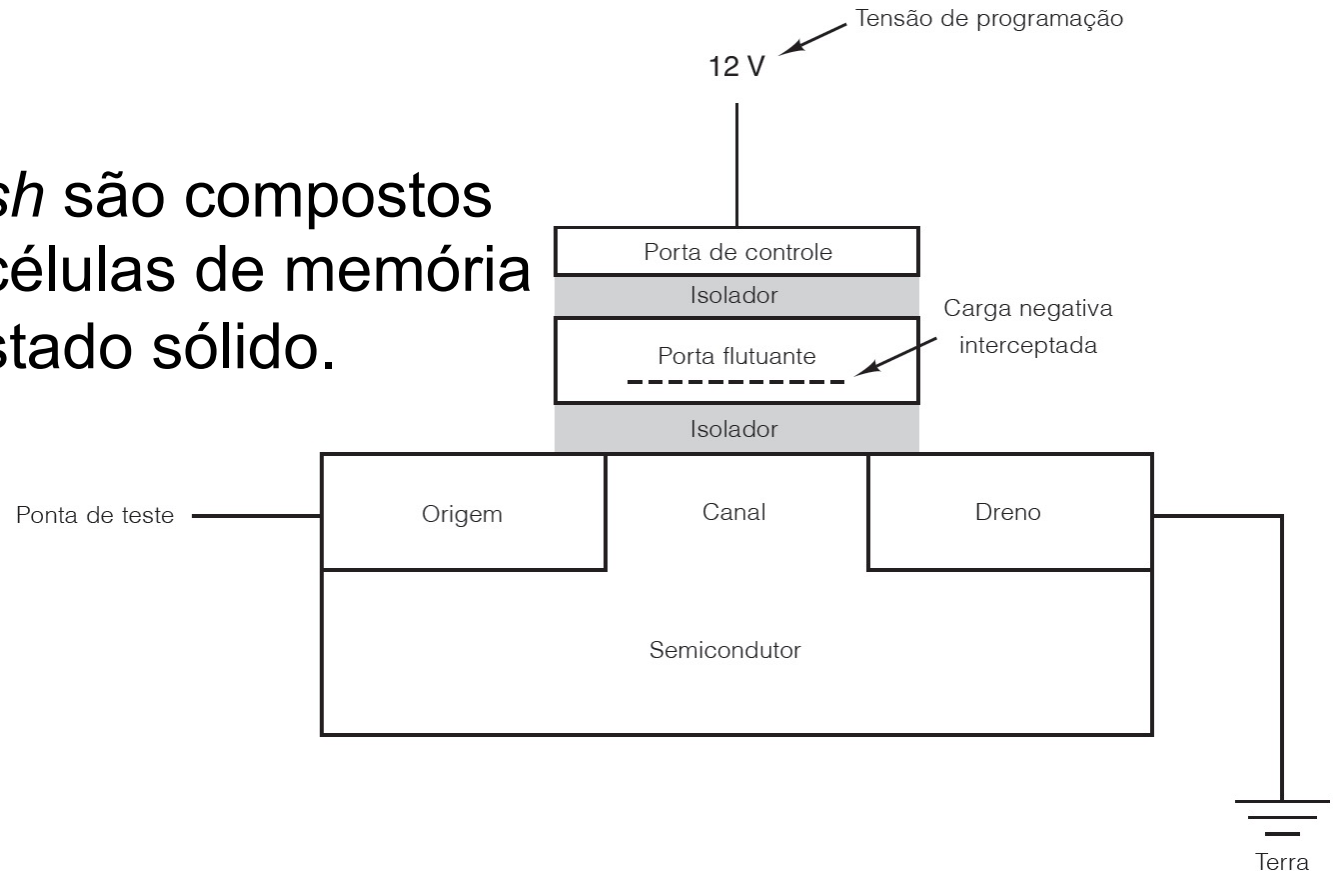 Tensão de programação
12 V
sh são compostos
células de memória
stado sólido.
Porta de controle
Isolador
Carga negativa
interceptada
Porta flutuante
Isolador
Ponta de teste
Origem
Canal
Dreno
Semicondutor
Terra